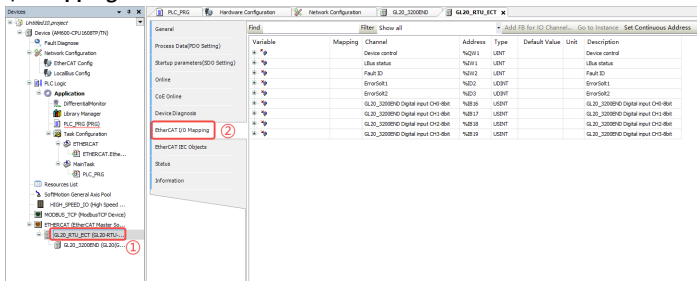 Devices
Untitled10.project
Device (AM600-CPU1608TP/TN)
Fault Diagnose
Network Configuration
EtherCAT Config
LocalBus Config
PLC Logic
Application
DifferentialMonitor
Library Manager
PLC_PRG (PRG)
Task Configuration
ETHERCAT
ETHERCAT.Ethe...
MainTask
PLC_PRG
Resources List
SoftMotion General Axis Pool
HIGH_SPEED_IO (High Speed ...
MODBUS_TCP (ModbusTCP Device)
ETHERCAT (EtherCAT Master So...
GL20_RTU_ECT (GL20-RTU-...
①
GL20_3200END (GL20(G...
PLC_PRG Hardware Configuration Network Configuration GL20_3200END GL20_RTU_ECT X
General
Process Data(PDO Setting)
Startup parameters(SDO Setting)
Online
CoE Online
Device Diagnosis
EtherCAT I/O Mapping
②
EtherCAT IEC Objects
Status
Information
Find Filter Show all Add FB for IO Channel... Go to Instance Set Continuous Address
Variable Mapping Channel Address Type Default Value Unit Description
Device control %QW1 UINT Device control
LBus status %IW1 UINT LBus status
Fault ID %IW2 UINT Fault ID
ErrorSolt1 %ID2 UDINT ErrorSolt1
ErrorSolt2 %ID3 UDINT ErrorSolt2
GL20_3200END Digital input CH0-8bit %IB16 USINT GL20_3200END Digital input CH0-8bit
GL20_3200END Digital input CH1-8bit %IB17 USINT GL20_3200END Digital input CH1-8bit
GL20_3200END Digital input CH2-8bit %IB18 USINT GL20_3200END Digital input CH2-8bit
GL20_3200END Digital input CH3-8bit %IB19 USINT GL20_3200END Digital input CH3-8bit